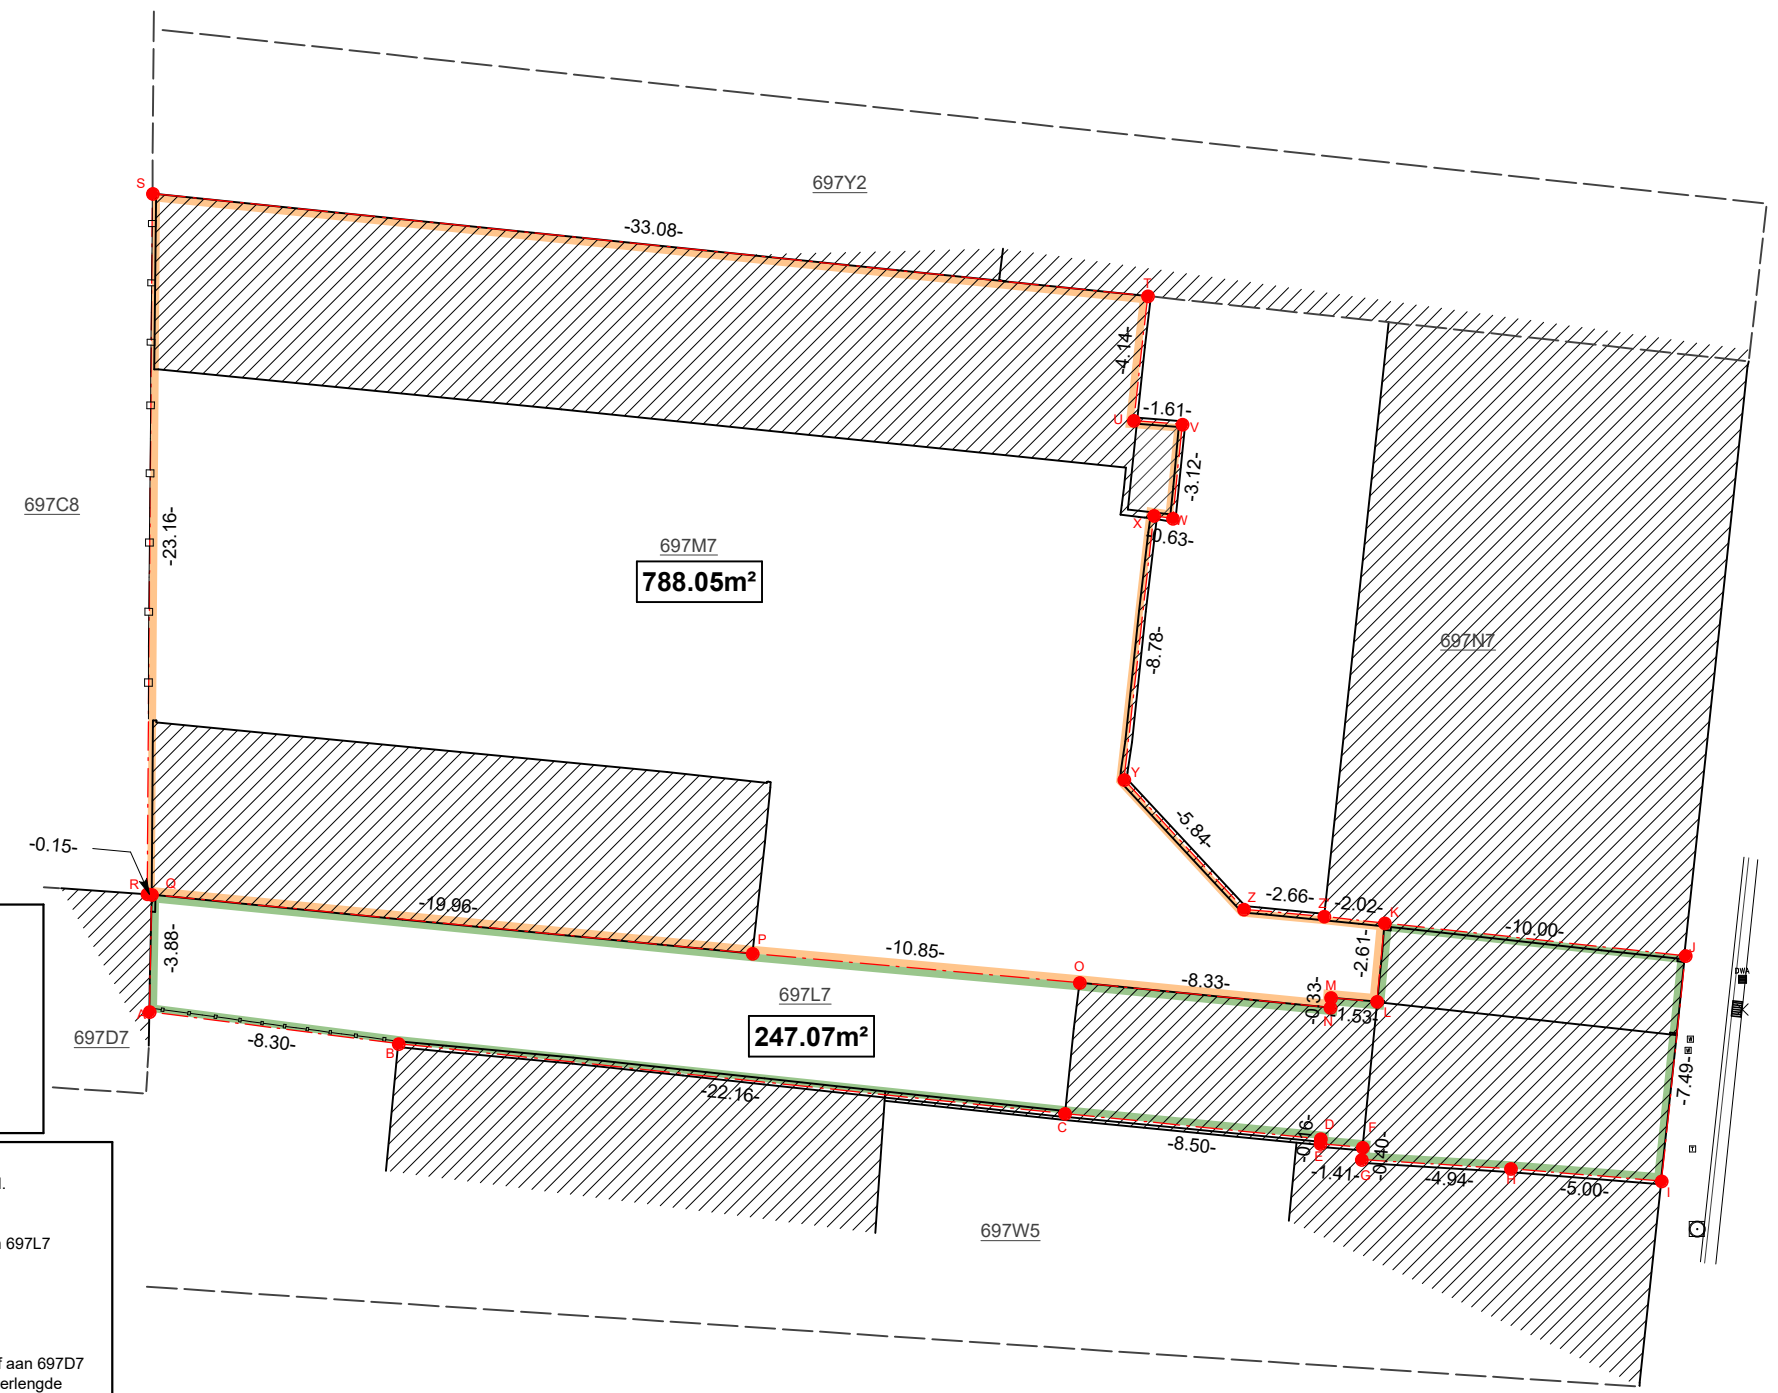 S
697Y2
-33.08-
T
-4.14-
U
-1.61-
V
-3.12-
697C8
-23.16-
X
W
-0.63-
697M7
788.05m²
-8.78-
697N7
Y
-5.84-
-0.15-
R
Q
-19.96-
Z
-2.66-
Z
-2.02-
K
-10.00-
J
P
-10.85-
-2.61-
-3.88-
O
-8.33-
M
-0.33-
N
-1.53-
L
DWA
697L7
A
697D7
247.07m²
-8.30-
B
-7.49-
-22.16-
C
-8.50-
D
-0.16-
E
F
-0.40-
G
-1.41-
-4.94-
H
-5.00-
I
697W5
697L7
aan 697D7
erlengde